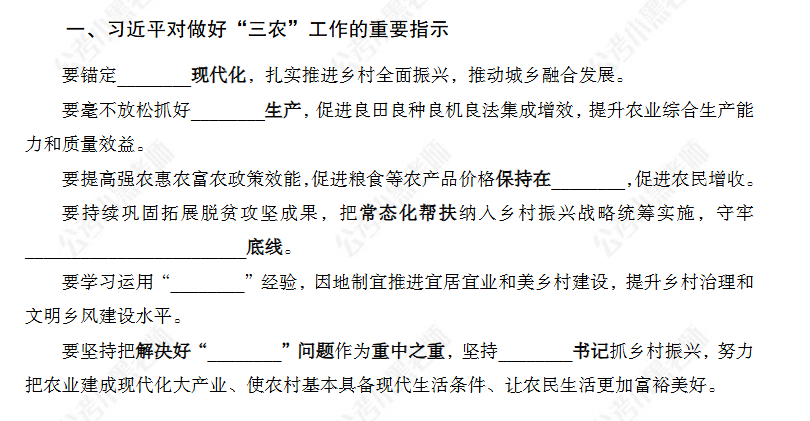 一、习近平对做好“三农”工作的重要指示
要锚定________现代化，扎实推进乡村全面振兴，推动城乡融合发展。
要毫不放松抓好________生产，促进良田良种良机良法集成增效，提升农业综合生产能
力和质量效益。
要提高强农惠农富农政策效能，促进粮食等农产品价格保持在________，促进农民增收。
要持续巩固拓展脱贫攻坚成果，把常态化帮扶纳入乡村振兴战略统筹实施，守牢
________________________底线。
要学习运用“________”经验，因地制宜推进宜居宜业和美乡村建设，提升乡村治理和
文明乡风建设水平。
要坚持把解决好“________”问题作为重中之重，坚持________书记抓乡村振兴，努力
把农业建成现代化大产业、使农村基本具备现代生活条件、让农民生活更加富裕美好。